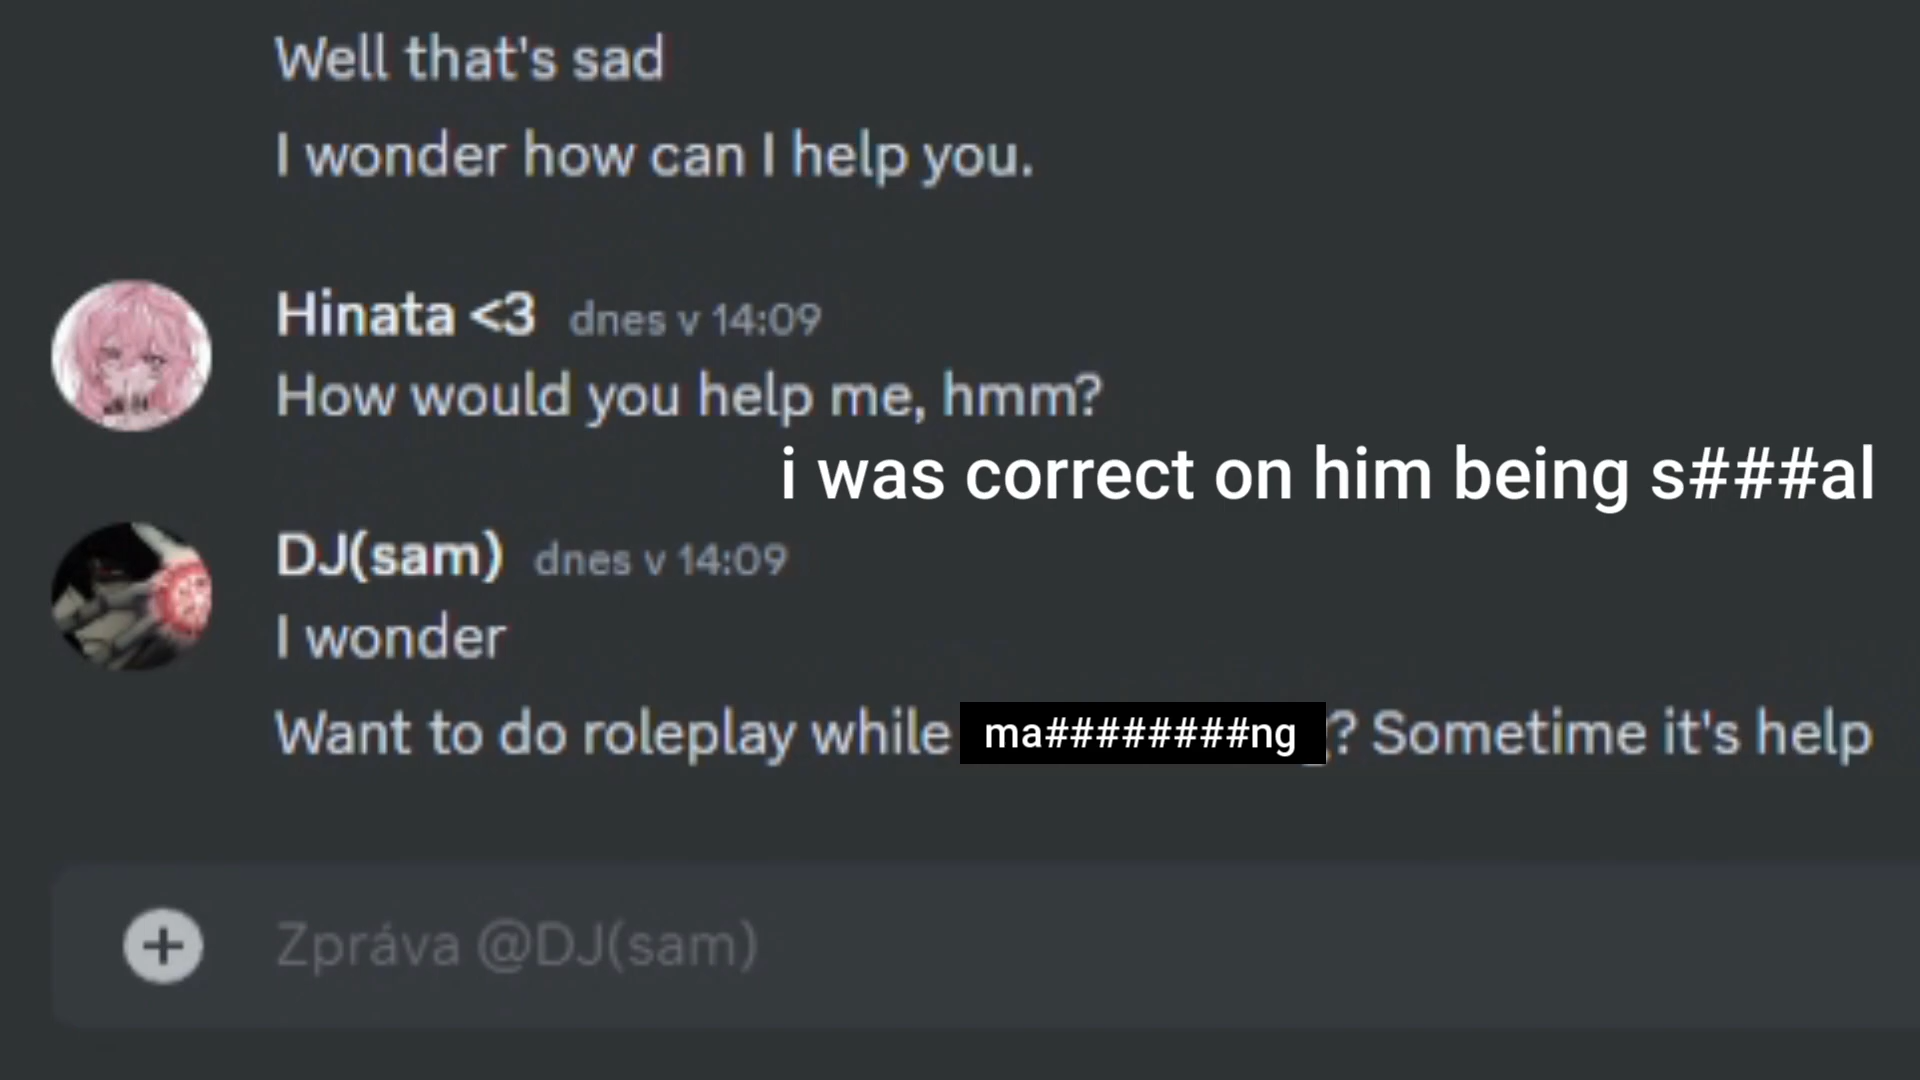 Well that's sad
I wonder how can I help you.
Hinata <3 dnes v 14:09
How would you help me, hmm?
i was correct on him being s###al
DJ(sam) dnes v 14:09
I wonder
Want to do roleplay while ma########ng? Sometime it's help
Zpráva @DJ(sam)